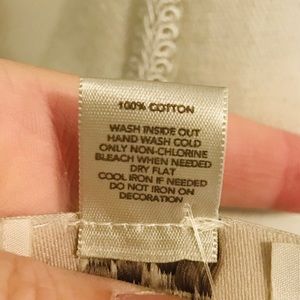 100% COTTON
WASH INSIDE OUT
HAND WASH COLD
ONLY NON-CHLORINE
BLEACH WHEN NEEDED
DRY FLAT
COOL IRON IF NEEDED
DO NOT IRON ON
DECORATION